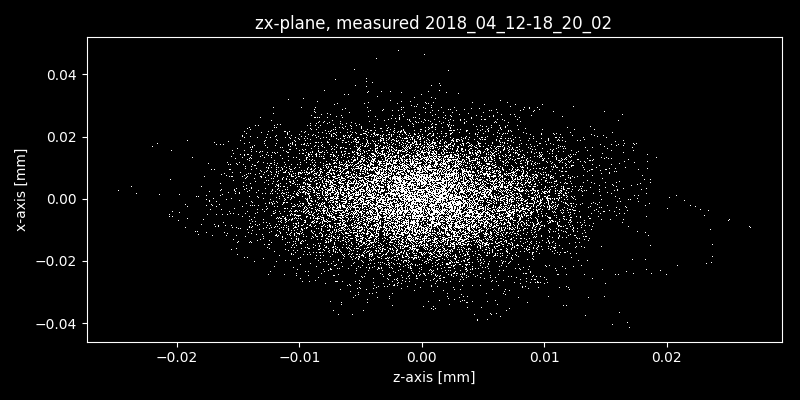 zx-plane, measured 2018_04_12-18_20_02
0.04
0.02
0.00
−0.02
−0.04
x-axis [mm]
−0.02 −0.01 0.00 0.01 0.02
z-axis [mm]